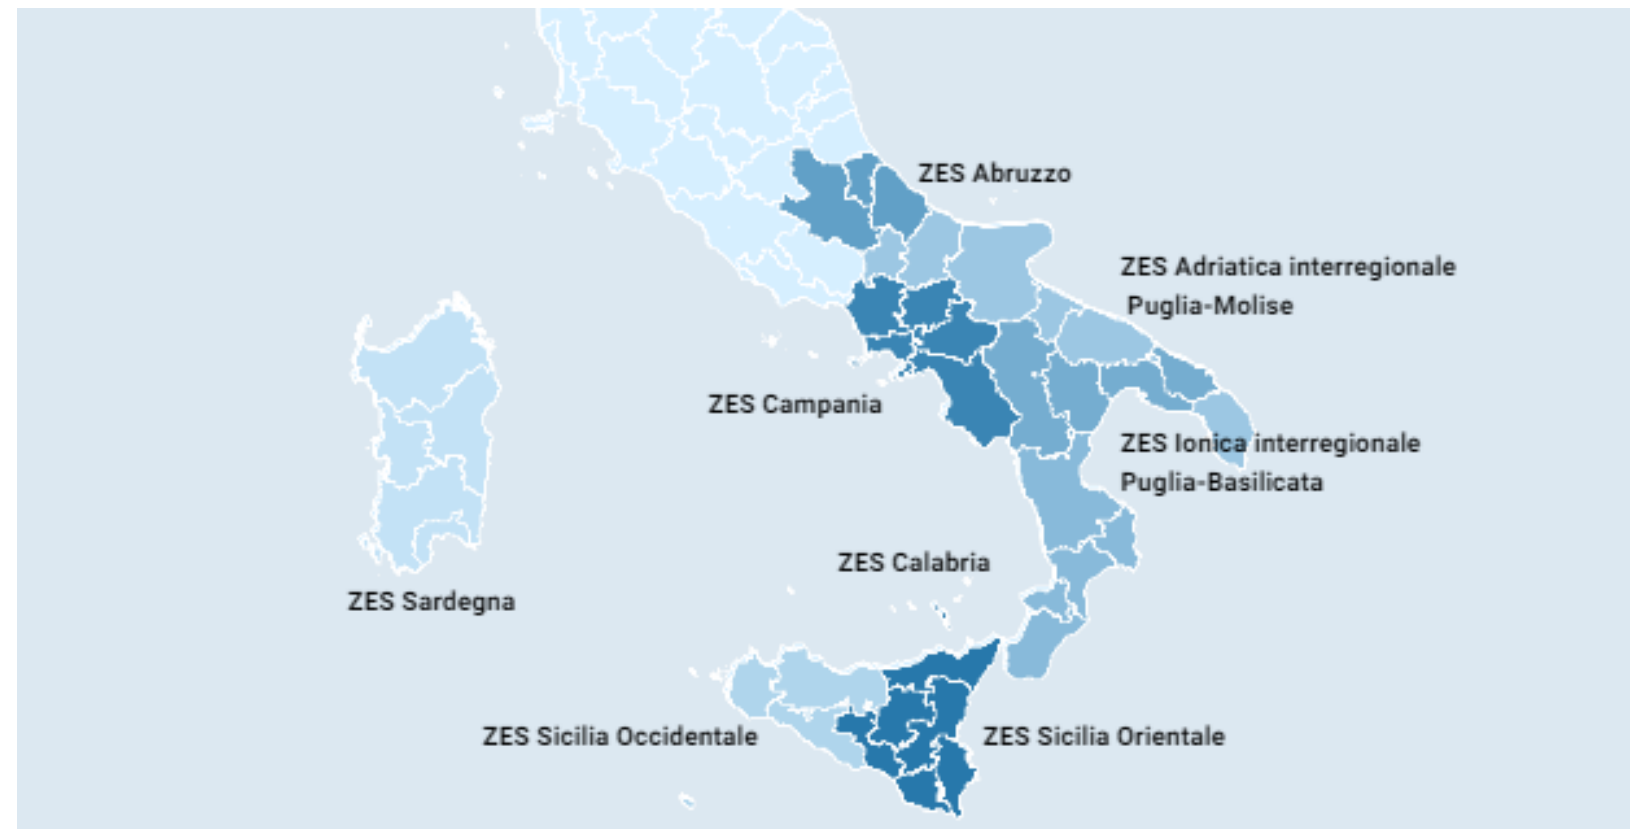 ZES Abruzzo
ZES Adriatica interregionale
Puglia-Molise
ZES Campania
ZES Ionica interregionale
Puglia-Basilicata
ZES Calabria
ZES Sardegna
ZES Sicilia Occidentale
ZES Sicilia Orientale